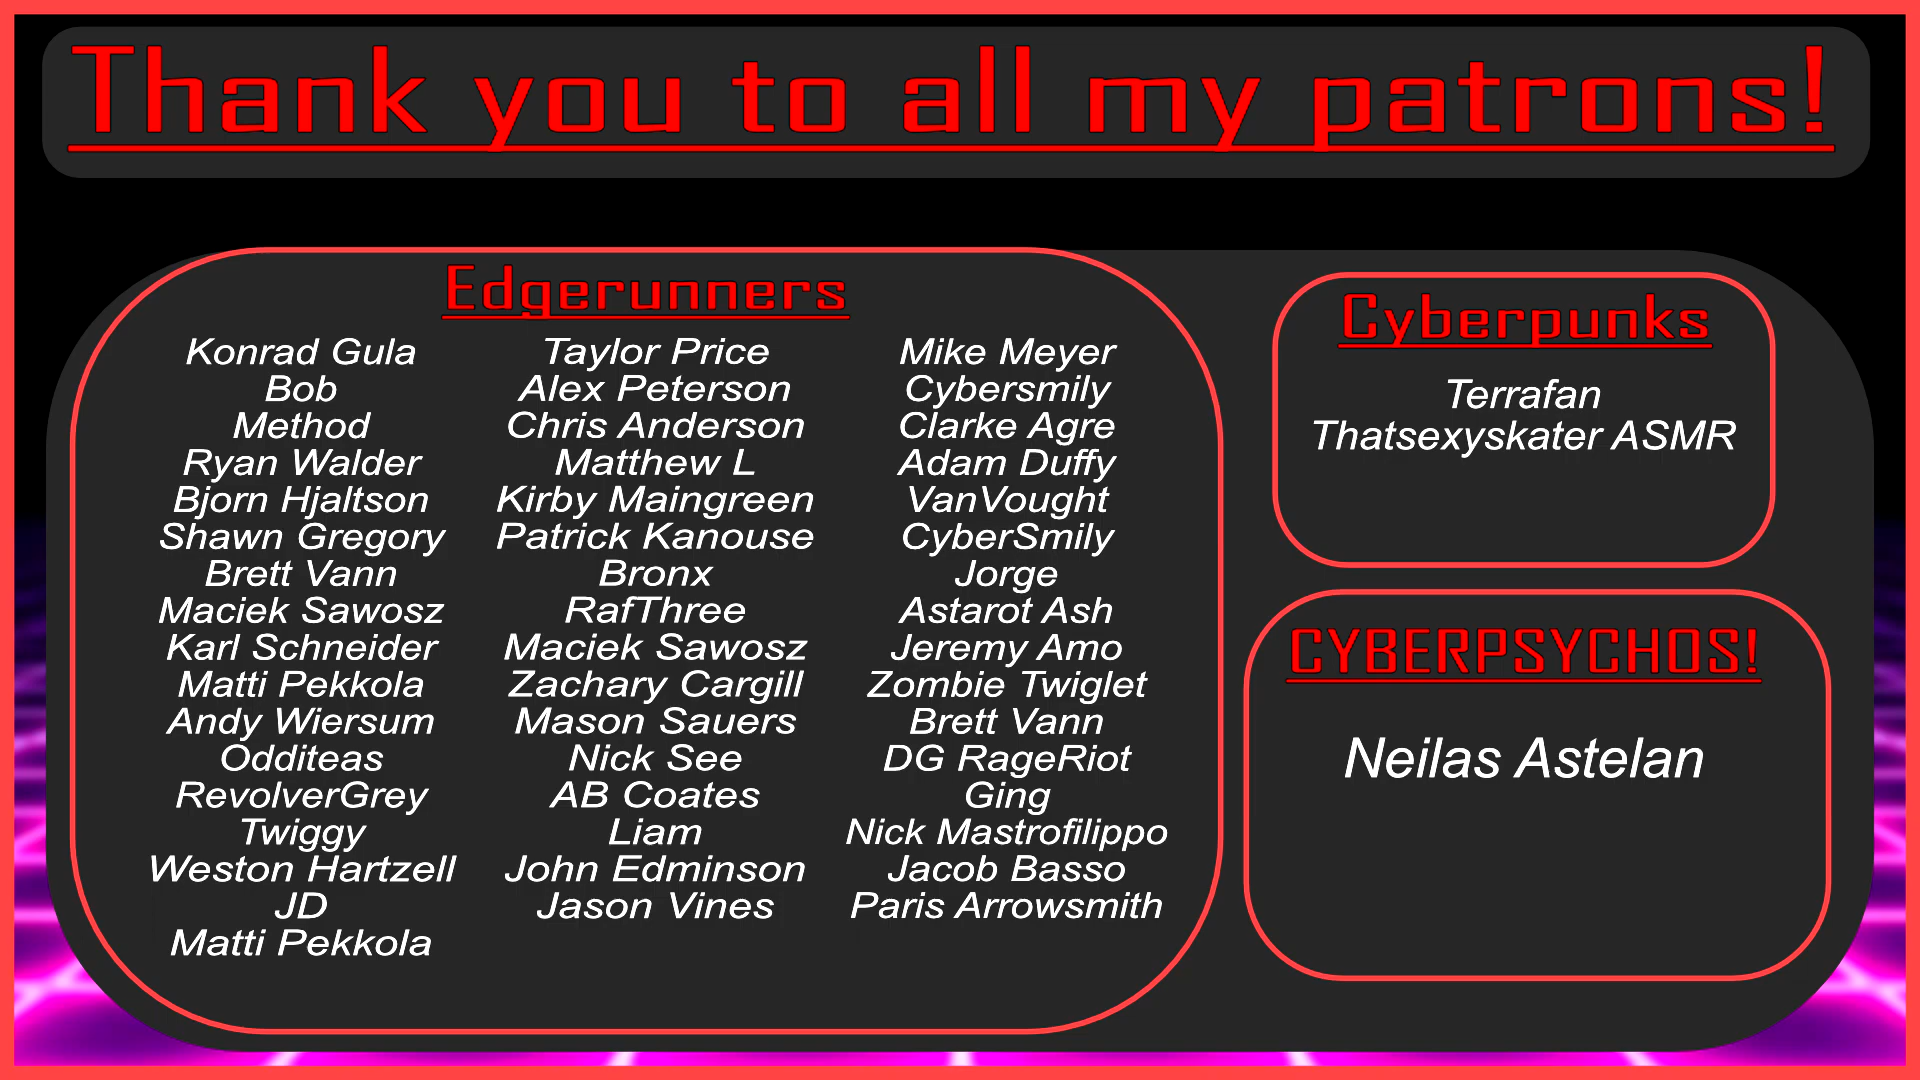 Thank you to all my patrons!
Edgerunners
Konrad Gula
Bob
Method
Ryan Walder
Bjorn Hjaltson
Shawn Gregory
Brett Vann
Maciek Sawosz
Karl Schneider
Matti Pekkola
Andy Wiersum
Odditeas
RevolverGrey
Twiggy
Weston Hartzell
JD
Matti Pekkola
Taylor Price
Alex Peterson
Chris Anderson
Matthew L
Kirby Maingreen
Patrick Kanouse
Bronx
RafThree
Maciek Sawosz
Zachary Cargill
Mason Sauers
Nick See
AB Coates
Liam
John Edminson
Jason Vines
Mike Meyer
Cybersmily
Clarke Agre
Adam Duffy
VanVought
CyberSmily
Jorge
Astarot Ash
Jeremy Amo
Zombie Twiglet
Brett Vann
DG RageRiot
Ging
Nick Mastrofilippo
Jacob Basso
Paris Arrowsmith
Cyberpunks
Terrafan
Thatsexyskater ASMR
CYBERPSYCHOS!
Neilas Astelan